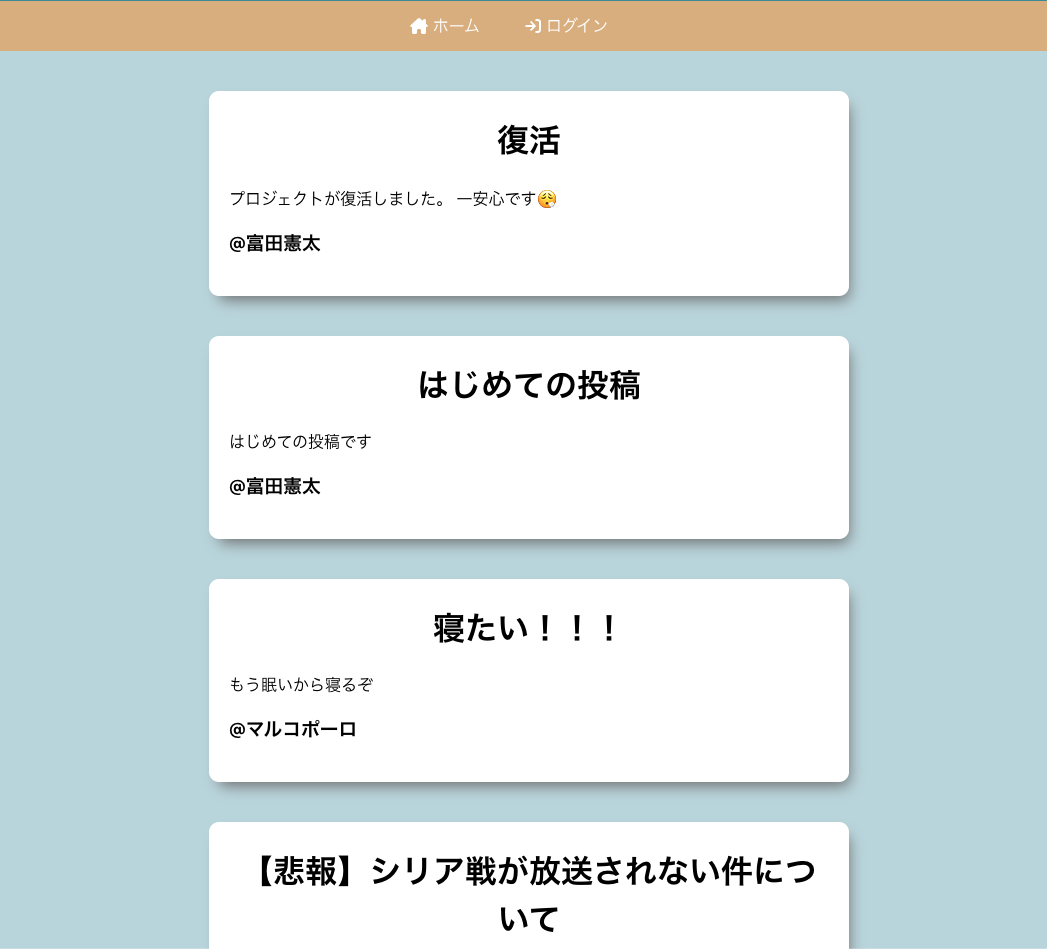 ホーム ログイン
復活
プロジェクトが復活しました。 一安心です😮‍💨
@富田憲太
はじめての投稿
はじめての投稿です
@富田憲太
寝たい！！！
もう眠いから寝るぞ
@マルコポーロ
【悲報】シリア戦が放送されない件につ
いて